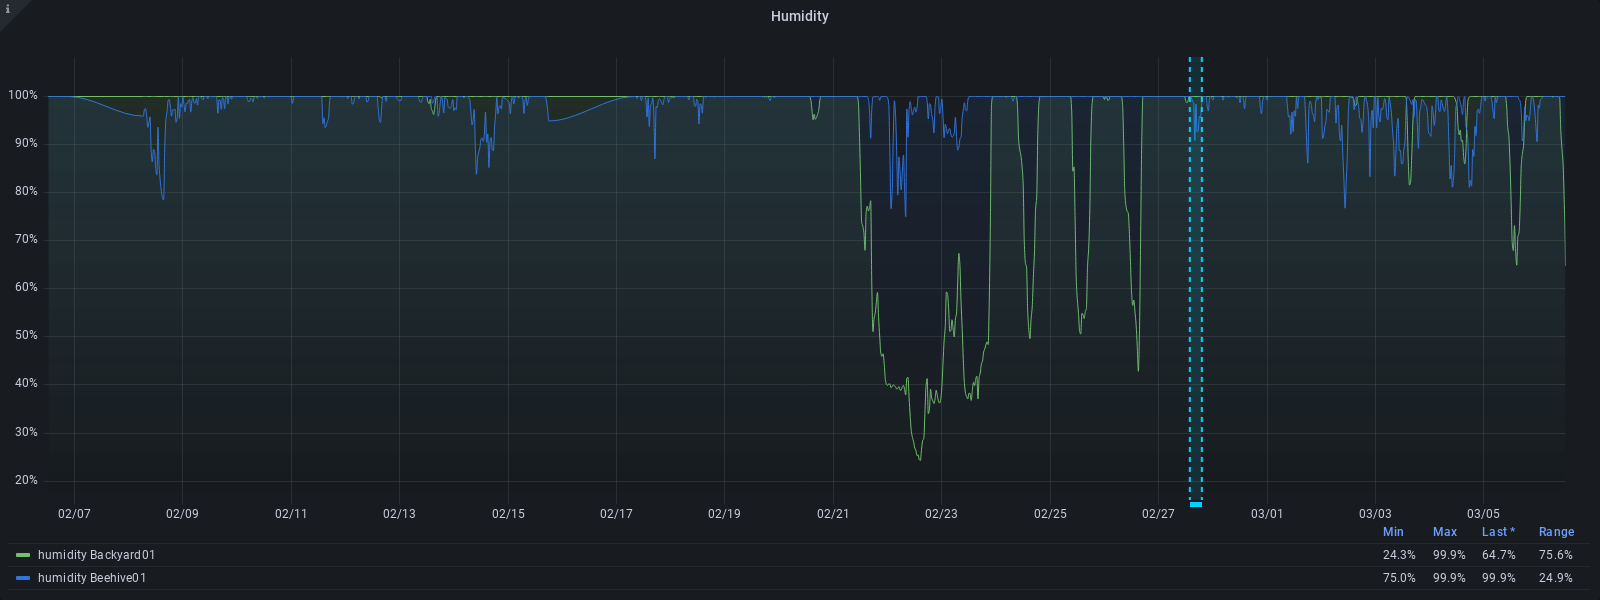 i
Humidity
100%
90%
80%
70%
60%
50%
40%
30%
20%
02/07 02/09 02/11 02/13 02/15 02/17 02/19 02/21 02/23 02/25 02/27 03/01 03/03 03/05
Min Max Last * Range
humidity Backyard01 24.3% 99.9% 64.7% 75.6%
humidity Beehive01 75.0% 99.9% 99.9% 24.9%